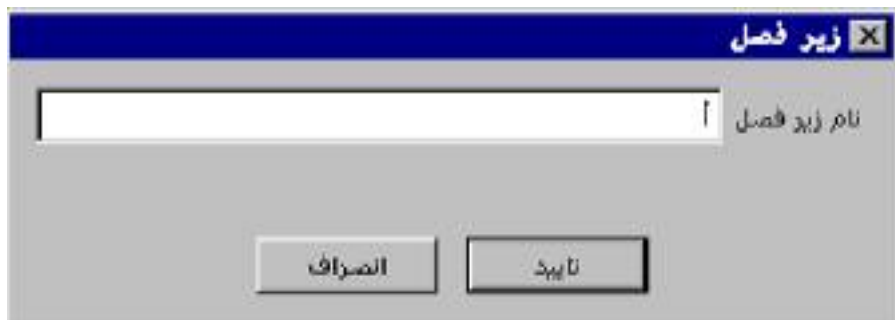 زیر فصل
نام زیر فصل
تایید
انصراف